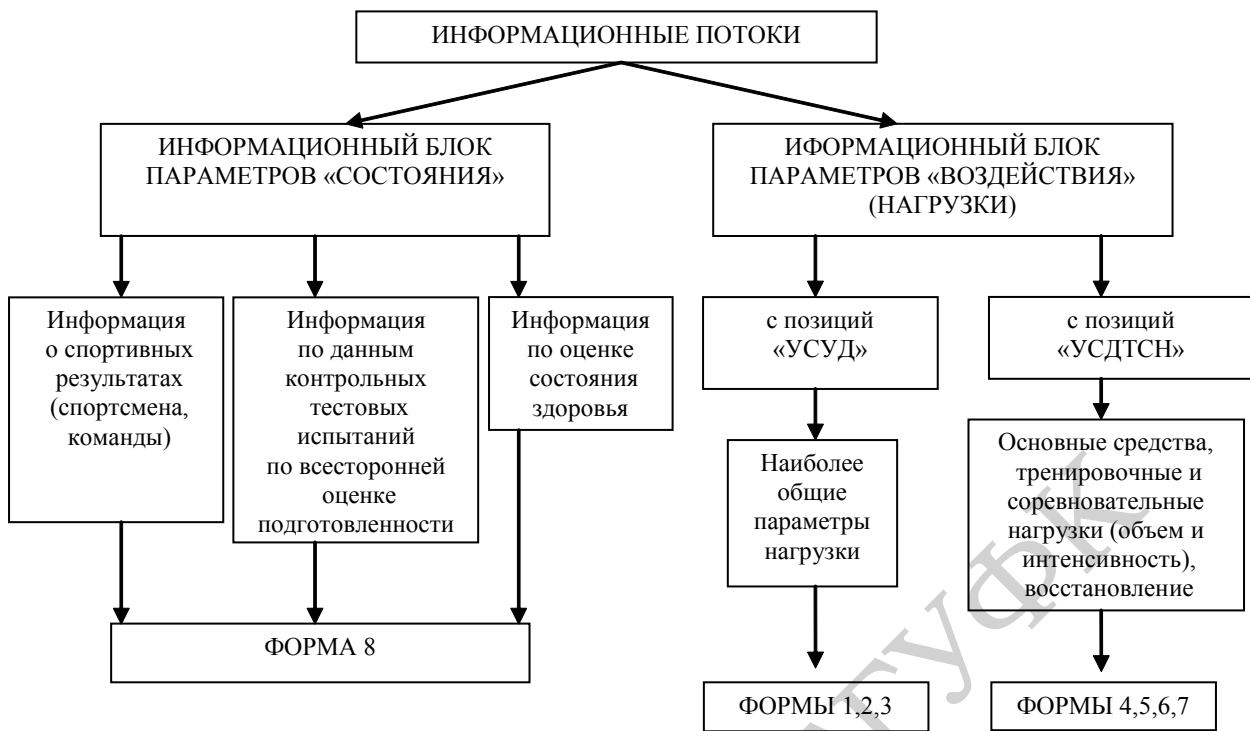 ИНФОРМАЦИОННЫЕ ПОТОКИ
ИНФОРМАЦИОННЫЙ БЛОК
ПАРАМЕТРОВ «СОСТОЯНИЯ»
ИФОРМАЦИОННЫЙ БЛОК
ПАРАМЕТРОВ «ВОЗДЕЙСТВИЯ»
(НАГРУЗКИ)
Информация
о спортивных
результатах
(спортсмена,
команды)
Информация
по данным
контрольных
тестовых
испытаний
по всесторонней
оценке
подготовленности
Информация
по оценке
состояния
здоровья
с позиций
«УСУД»
с позиций
«УСДТСН»
Наиболее
общие
параметры
нагрузки
Основные средства,
тренировочные и
соревновательные
нагрузки (объем и
интенсивность),
восстановление
ФОРМА 8
ФОРМЫ 1,2,3
ФОРМЫ 4,5,6,7